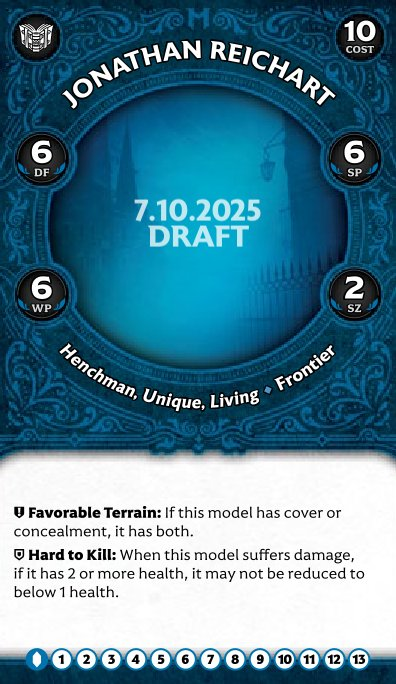 JONATHAN REICHART
10
COST
6
DF
6
SP
7.10.2025
DRAFT
6
WP
2
SZ
Henchman, Unique, Living • Frontier
Favorable Terrain: If this model has cover or
concealment, it has both.
Hard to Kill: When this model suffers damage,
if it has 2 or more health, it may not be reduced to
below 1 health.
1 2 3 4 5 6 7 8 9 10 11 12 13